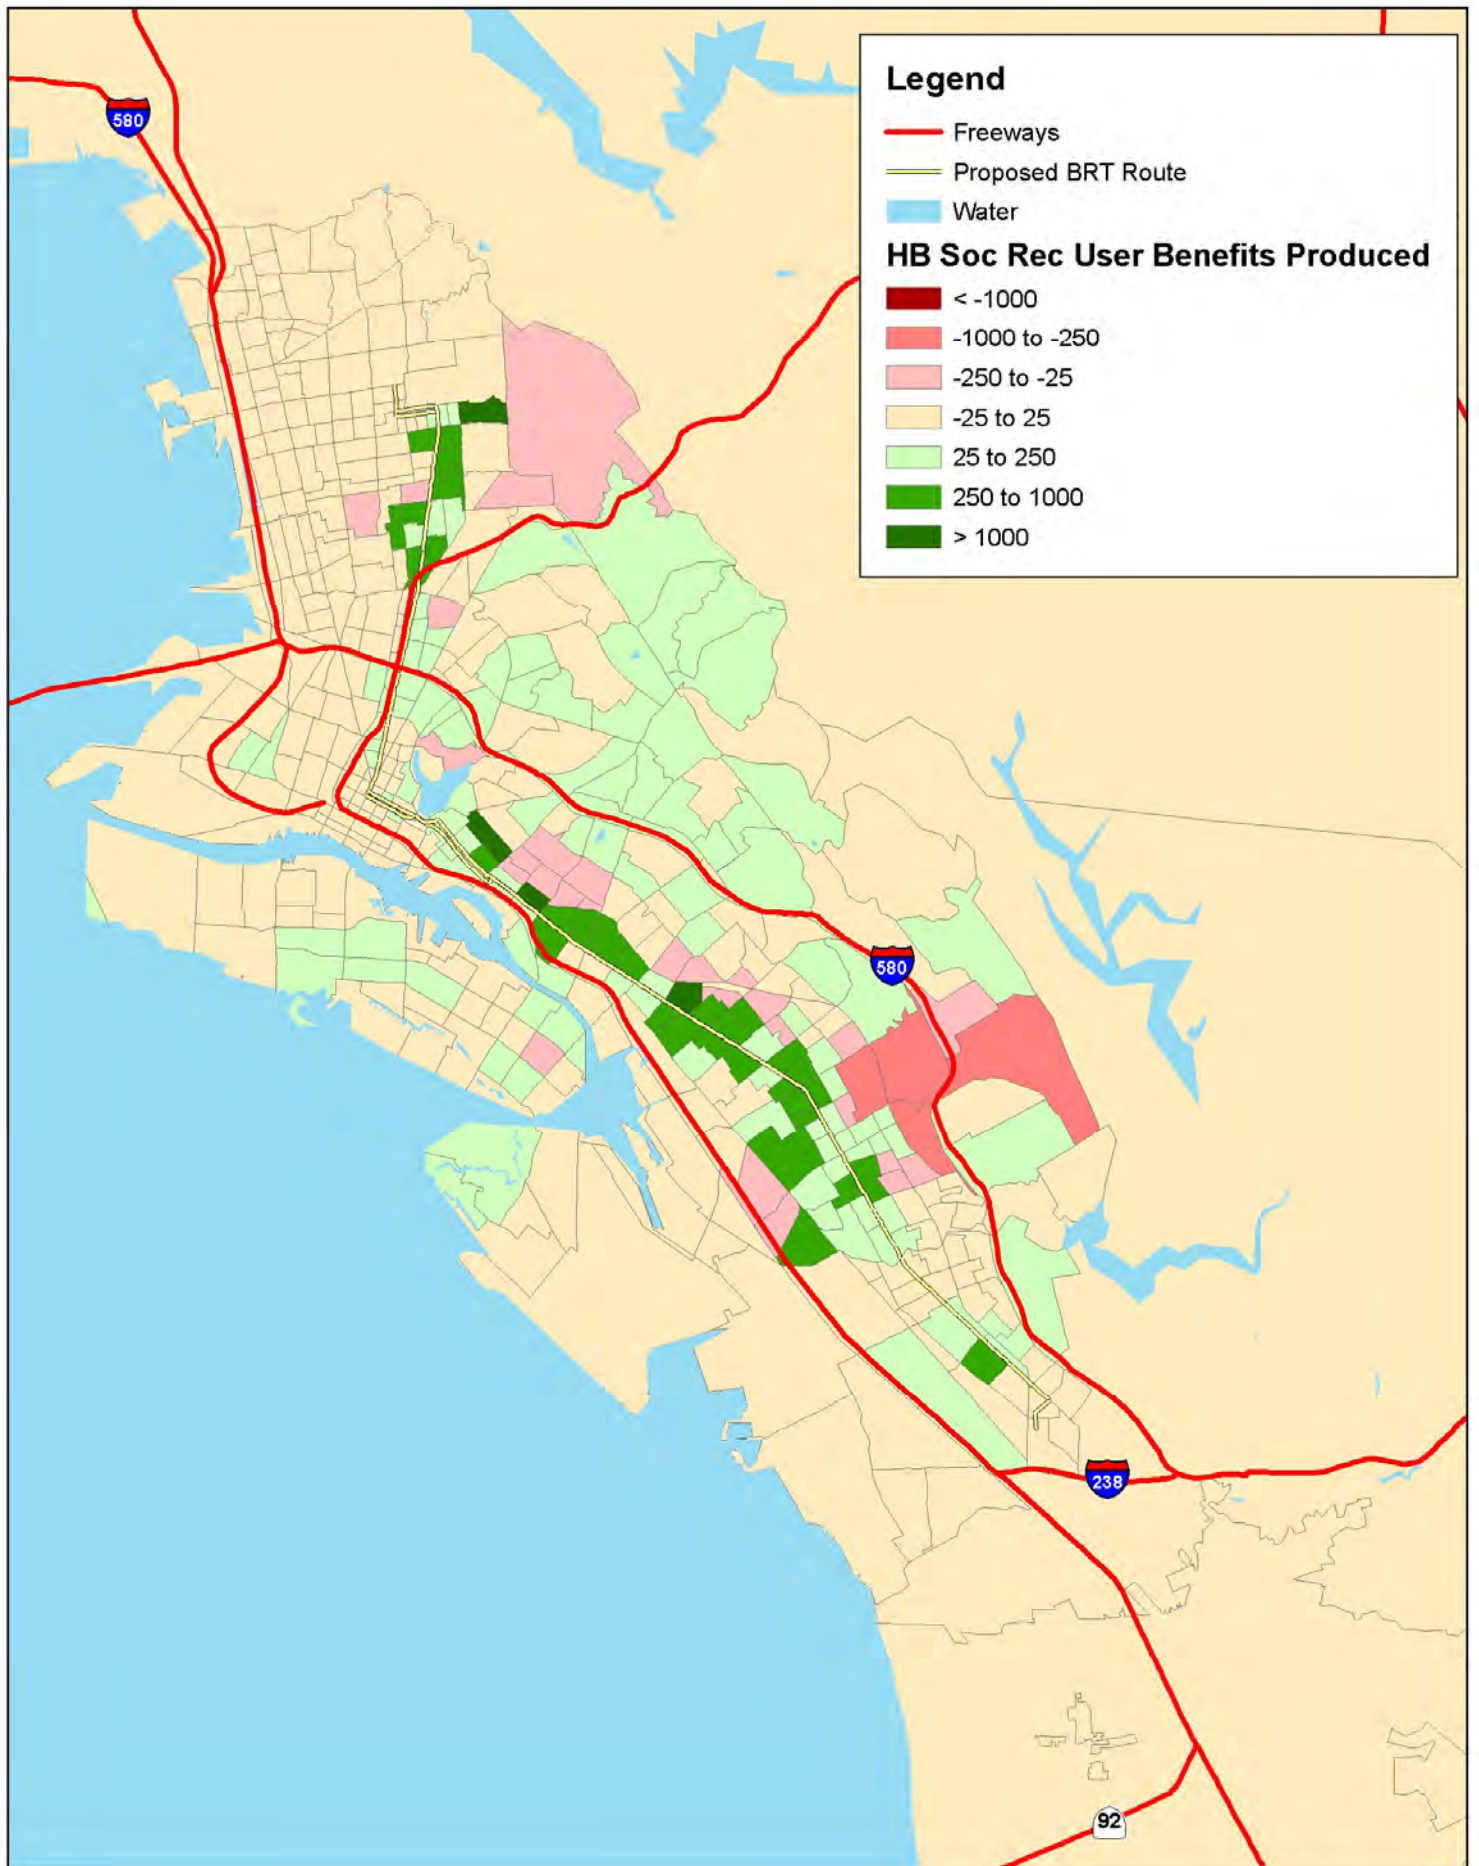 580
Legend
Freeways
Proposed BRT Route
Water
HB Soc Rec User Benefits Produced
< -1000
-1000 to -250
-250 to -25
-25 to 25
25 to 250
250 to 1000
> 1000
580
238
92